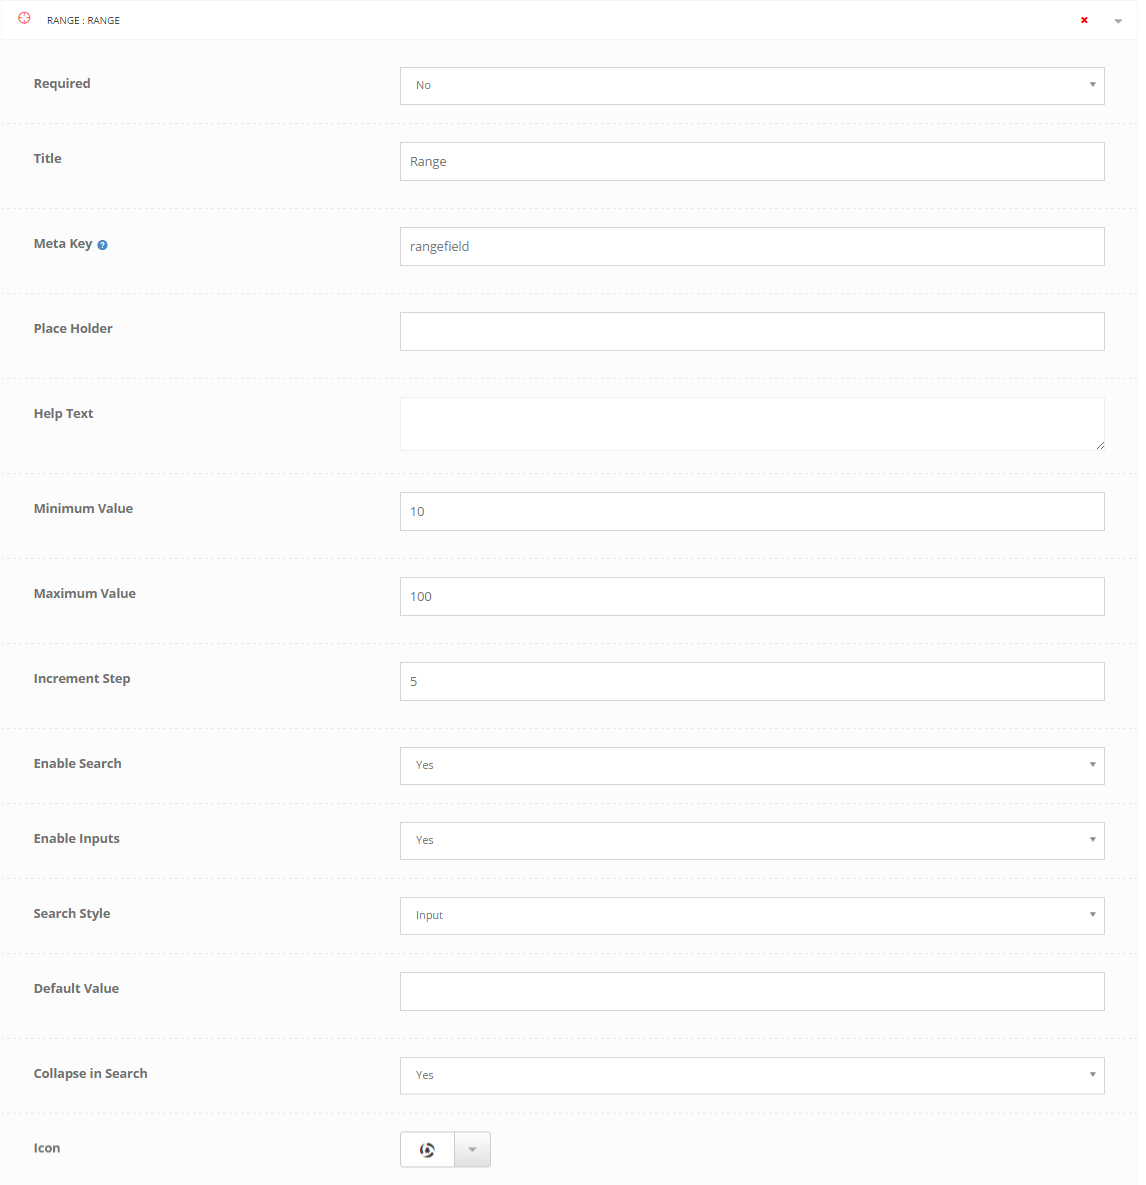 RANGE : RANGE
Required
No
Title
Range
Meta Key ?
rangefield
Place Holder
Help Text
Minimum Value
10
Maximum Value
100
Increment Step
5
Enable Search
Yes
Enable Inputs
Yes
Search Style
Input
Default Value
Collapse in Search
Yes
Icon